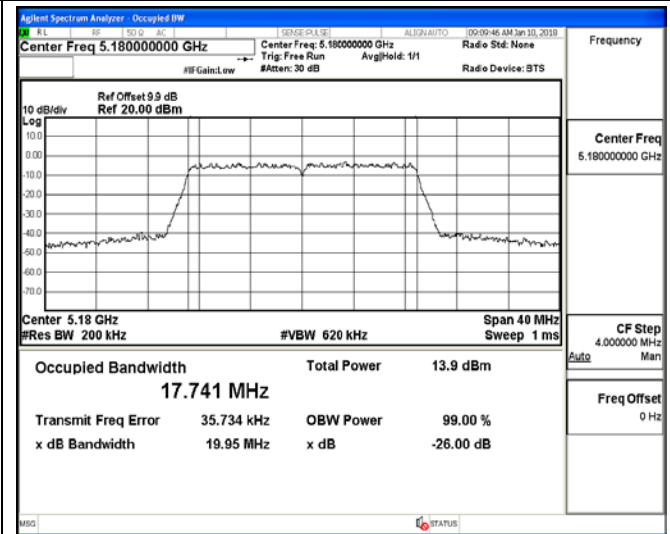 Agilent Spectrum Analyzer - Occupied BW
RL RF 50 Ω AC SENSE:PULSE ALIGN AUTO 09:09:46 AM Jan 10, 2018
Center Freq 5.180000000 GHz
Center Freq: 5.180000000 GHz Radio Std: None
Trig: Free Run Avg|Hold: 1/1
#IFGain:Low #Atten: 30 dB Radio Device: BTS
Frequency
Ref Offset 9.9 dB
10 dB/div Ref 20.00 dBm
Log
10.0
0.00
-10.0
-20.0
-30.0
-40.0
-50.0
-60.0
-70.0
Center 5.18 GHz Span 40 MHz
#Res BW 200 kHz #VBW 620 kHz Sweep 1 ms
Occupied Bandwidth Total Power 13.9 dBm
17.741 MHz
Transmit Freq Error 35.734 kHz OBW Power 99.00 %
x dB Bandwidth 19.95 MHz x dB -26.00 dB
Center Freq
5.180000000 GHz
CF Step
4.000000 MHz
Auto Man
Freq Offset
0 Hz
MSG STATUS